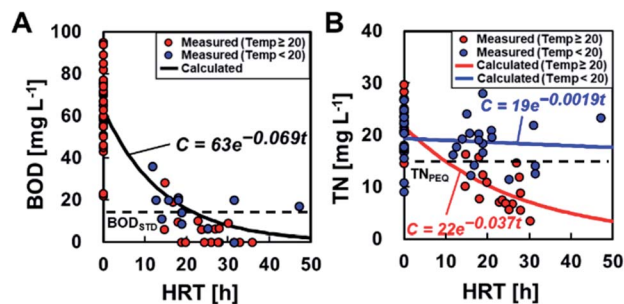 A
BOD [mg L⁻¹]
100
80
60
40
20
0
Measured (Temp ≥ 20)
Measured (Temp < 20)
Calculated
C = 63e⁻⁰·⁰⁶⁹ᵗ
BOD_STD
0 10 20 30 40 50
HRT [h]
B
TN [mg L⁻¹]
40
30
20
10
0
Measured (Temp ≥ 20)
Measured (Temp < 20)
Calculated (Temp ≥ 20)
Calculated (Temp < 20)
C = 19e⁻⁰·⁰⁰¹⁹ᵗ
TN_PEQ
C = 22e⁻⁰·⁰³⁷ᵗ
0 10 20 30 40 50
HRT [h]